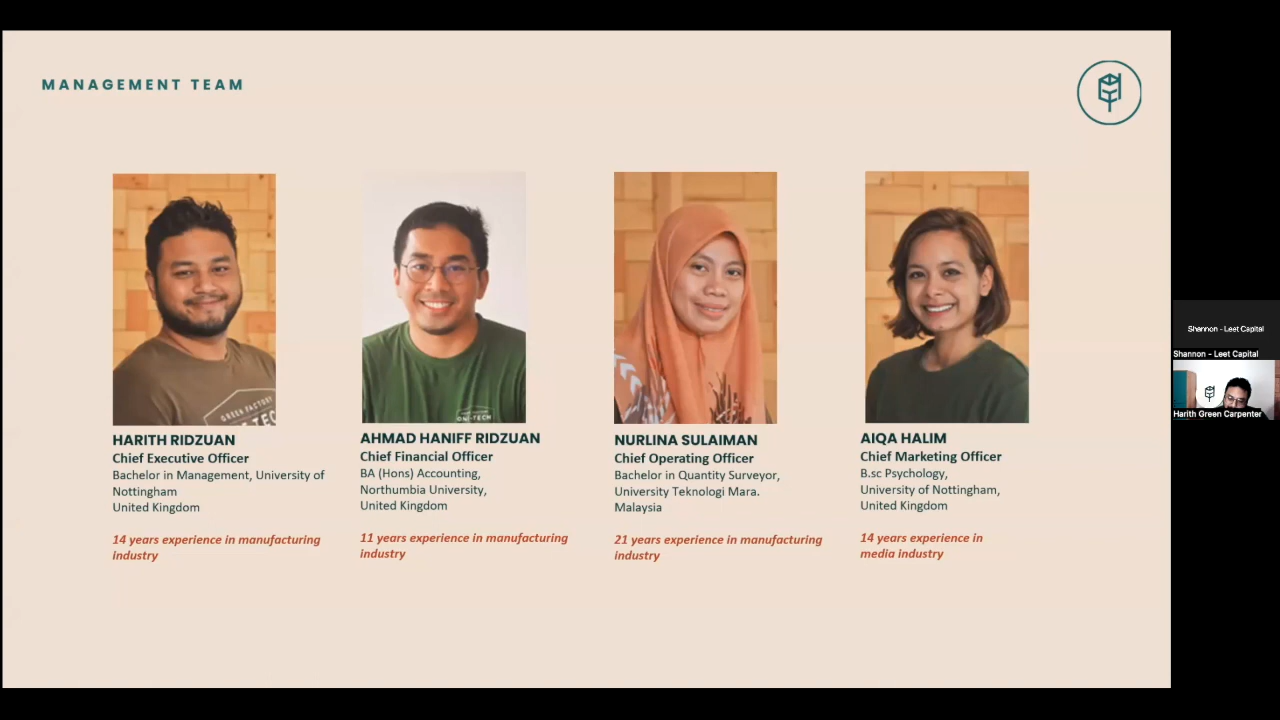 MANAGEMENT TEAM
HARITH RIDZUAN
Chief Executive Officer
Bachelor in Management, University of
Nottingham
United Kingdom
14 years experience in manufacturing
industry
AHMAD HANIFF RIDZUAN
Chief Financial Officer
BA (Hons) Accounting,
Northumbia University,
United Kingdom
11 years experience in manufacturing
industry
NURLINA SULAIMAN
Chief Operating Officer
Bachelor in Quantity Surveyor,
University Teknologi Mara.
Malaysia
21 years experience in manufacturing
industry
AIQA HALIM
Chief Marketing Officer
B.sc Psychology,
University of Nottingham,
United Kingdom
14 years experience in
media industry
GREEN FACTORY
Shannon - Leet Capital
Shannon - Leet Capital
Harith Green Carpenter